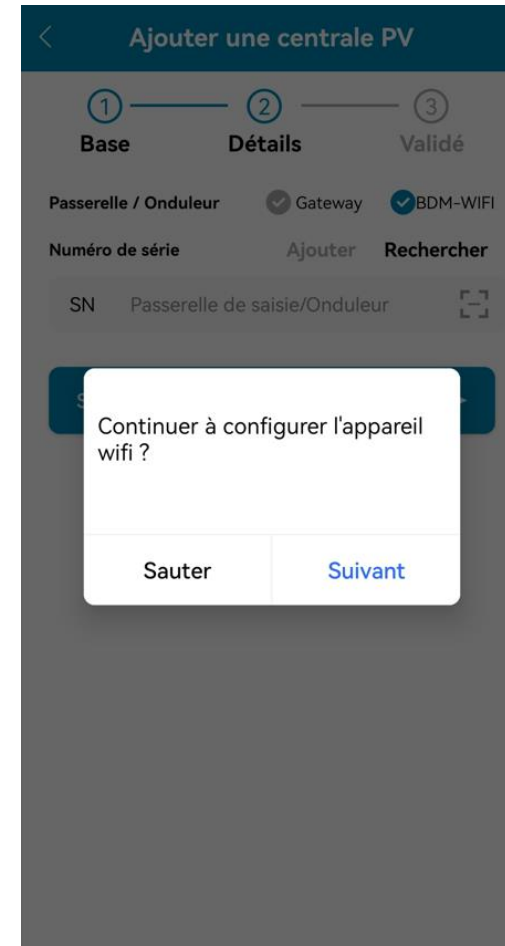 Ajouter une centrale PV
1 2 3
Base Détails Validé
Passerelle / Onduleur Gateway BDM-WIFI
Numéro de série Ajouter Rechercher
SN Passerelle de saisie/Onduleur
S
Continuer à configurer l'appareil
wifi ?
Sauter Suivant